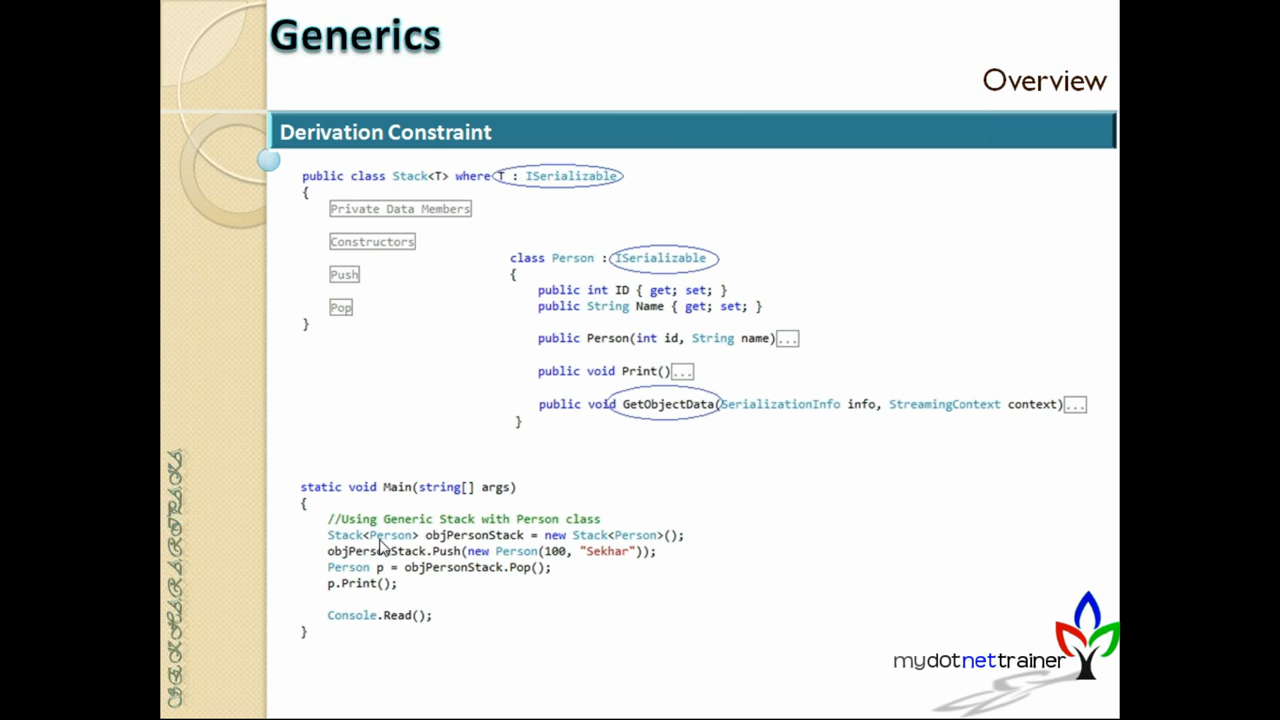 Generics
Overview
Derivation Constraint
public class Stack<T> where T : ISerializable
{
Private Data Members
Constructors
Push
Pop
}
class Person : ISerializable
{
public int ID { get; set; }
public String Name { get; set; }
public Person(int id, String name)...
public void Print()...
public void GetObjectData(SerializationInfo info, StreamingContext context)...
}
static void Main(string[] args)
{
//Using Generic Stack with Person class
Stack<Person> objPersonStack = new Stack<Person>();
objPersonStack.Push(new Person(100, "Sekhar"));
Person p = objPersonStack.Pop();
p.Print();
Console.Read();
}
mydotnettrainer